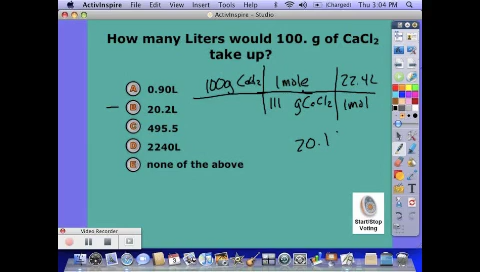 ActivInspire File Edit View Insert Tools Help (Charged) Thu 3:04 PM
ActivInspire - Studio
How many Liters would 100. g of CaCl₂
take up?
100g CaCl₂ 1mole 22.4L
111 gCaCl₂ 1mol
A 0.90L
B 20.2L
C 495.5
D 2240L
E none of the above
20.1
Start/Stop
Voting
Video Recorder